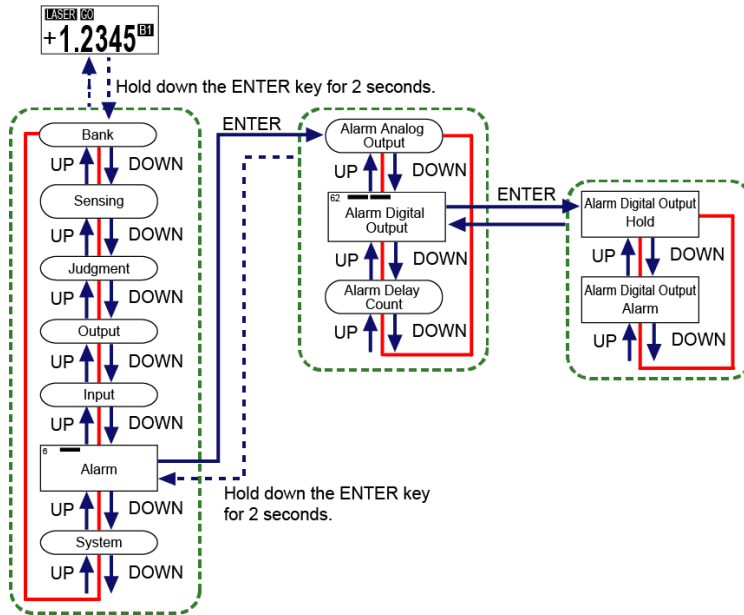 LASER GO
+1.2345 B1
Hold down the ENTER key for 2 seconds.
Bank
UP DOWN
Sensing
UP DOWN
Judgment
UP DOWN
Output
UP DOWN
Input
UP DOWN
6
Alarm
UP DOWN
System
UP DOWN
ENTER
Alarm Analog
Output
UP DOWN
62
Alarm Digital
Output
UP DOWN
Alarm Delay
Count
UP DOWN
Hold down the ENTER key
for 2 seconds.
ENTER
Alarm Digital Output
Hold
UP DOWN
Alarm Digital Output
Alarm
UP DOWN